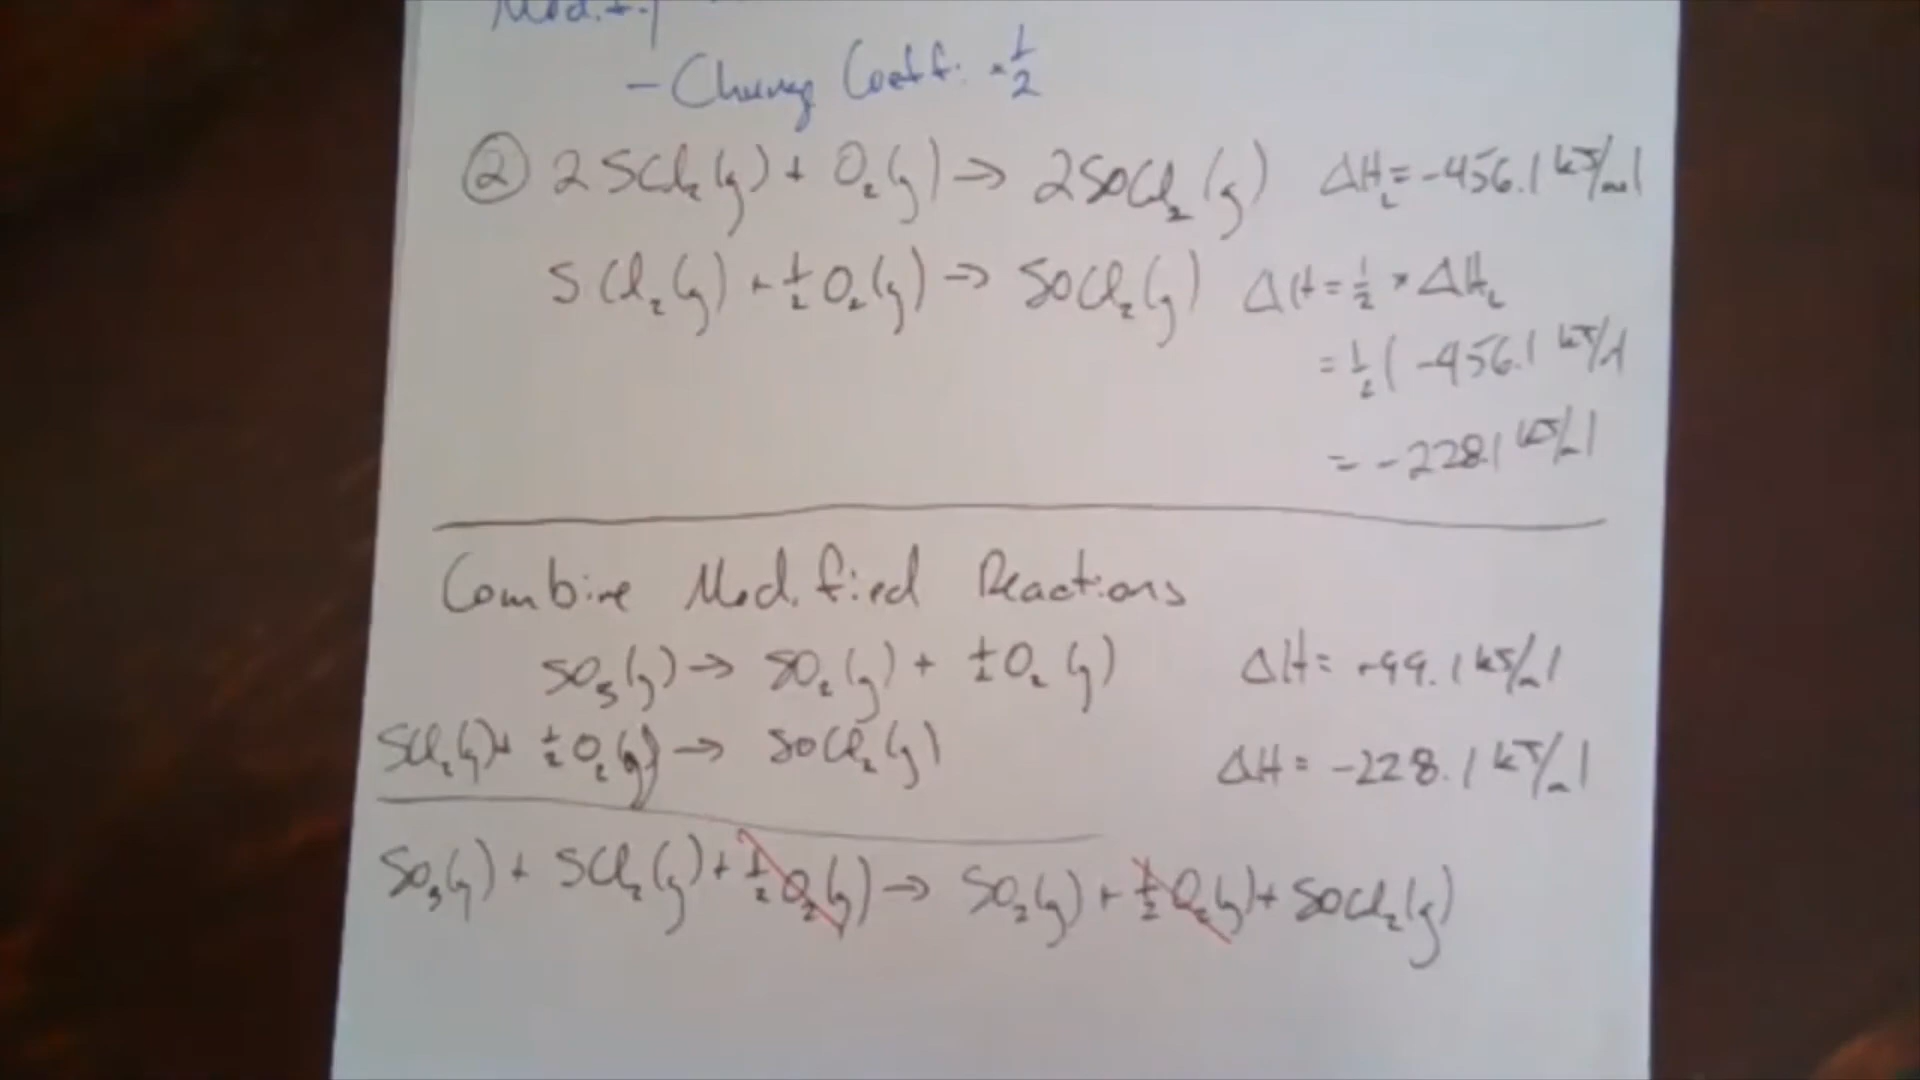 Modify
- Chang Coeff. × 1/2
② 2 SCl₂(g) + O₂(g) → 2SOCl₂(g) ΔH₂ = -456.1 kJ/mol
SCl₂(g) + 1/2 O₂(g) → SOCl₂(g) ΔH = 1/2 * ΔH₂
= 1/2 ( -456.1 kJ/mol
= -228.1 kJ/mol
Combine Modified Reactions
SO₃(g) → SO₂(g) + 1/2 O₂(g) ΔH = -99.1 kJ/mol
SCl₂(g) + 1/2 O₂(g) → SOCl₂(g) ΔH = -228.1 kJ/mol
SO₃(g) + SCl₂(g) + 1/2 O₂(g) → SO₂(g) + 1/2 O₂(g) + SOCl₂(g)